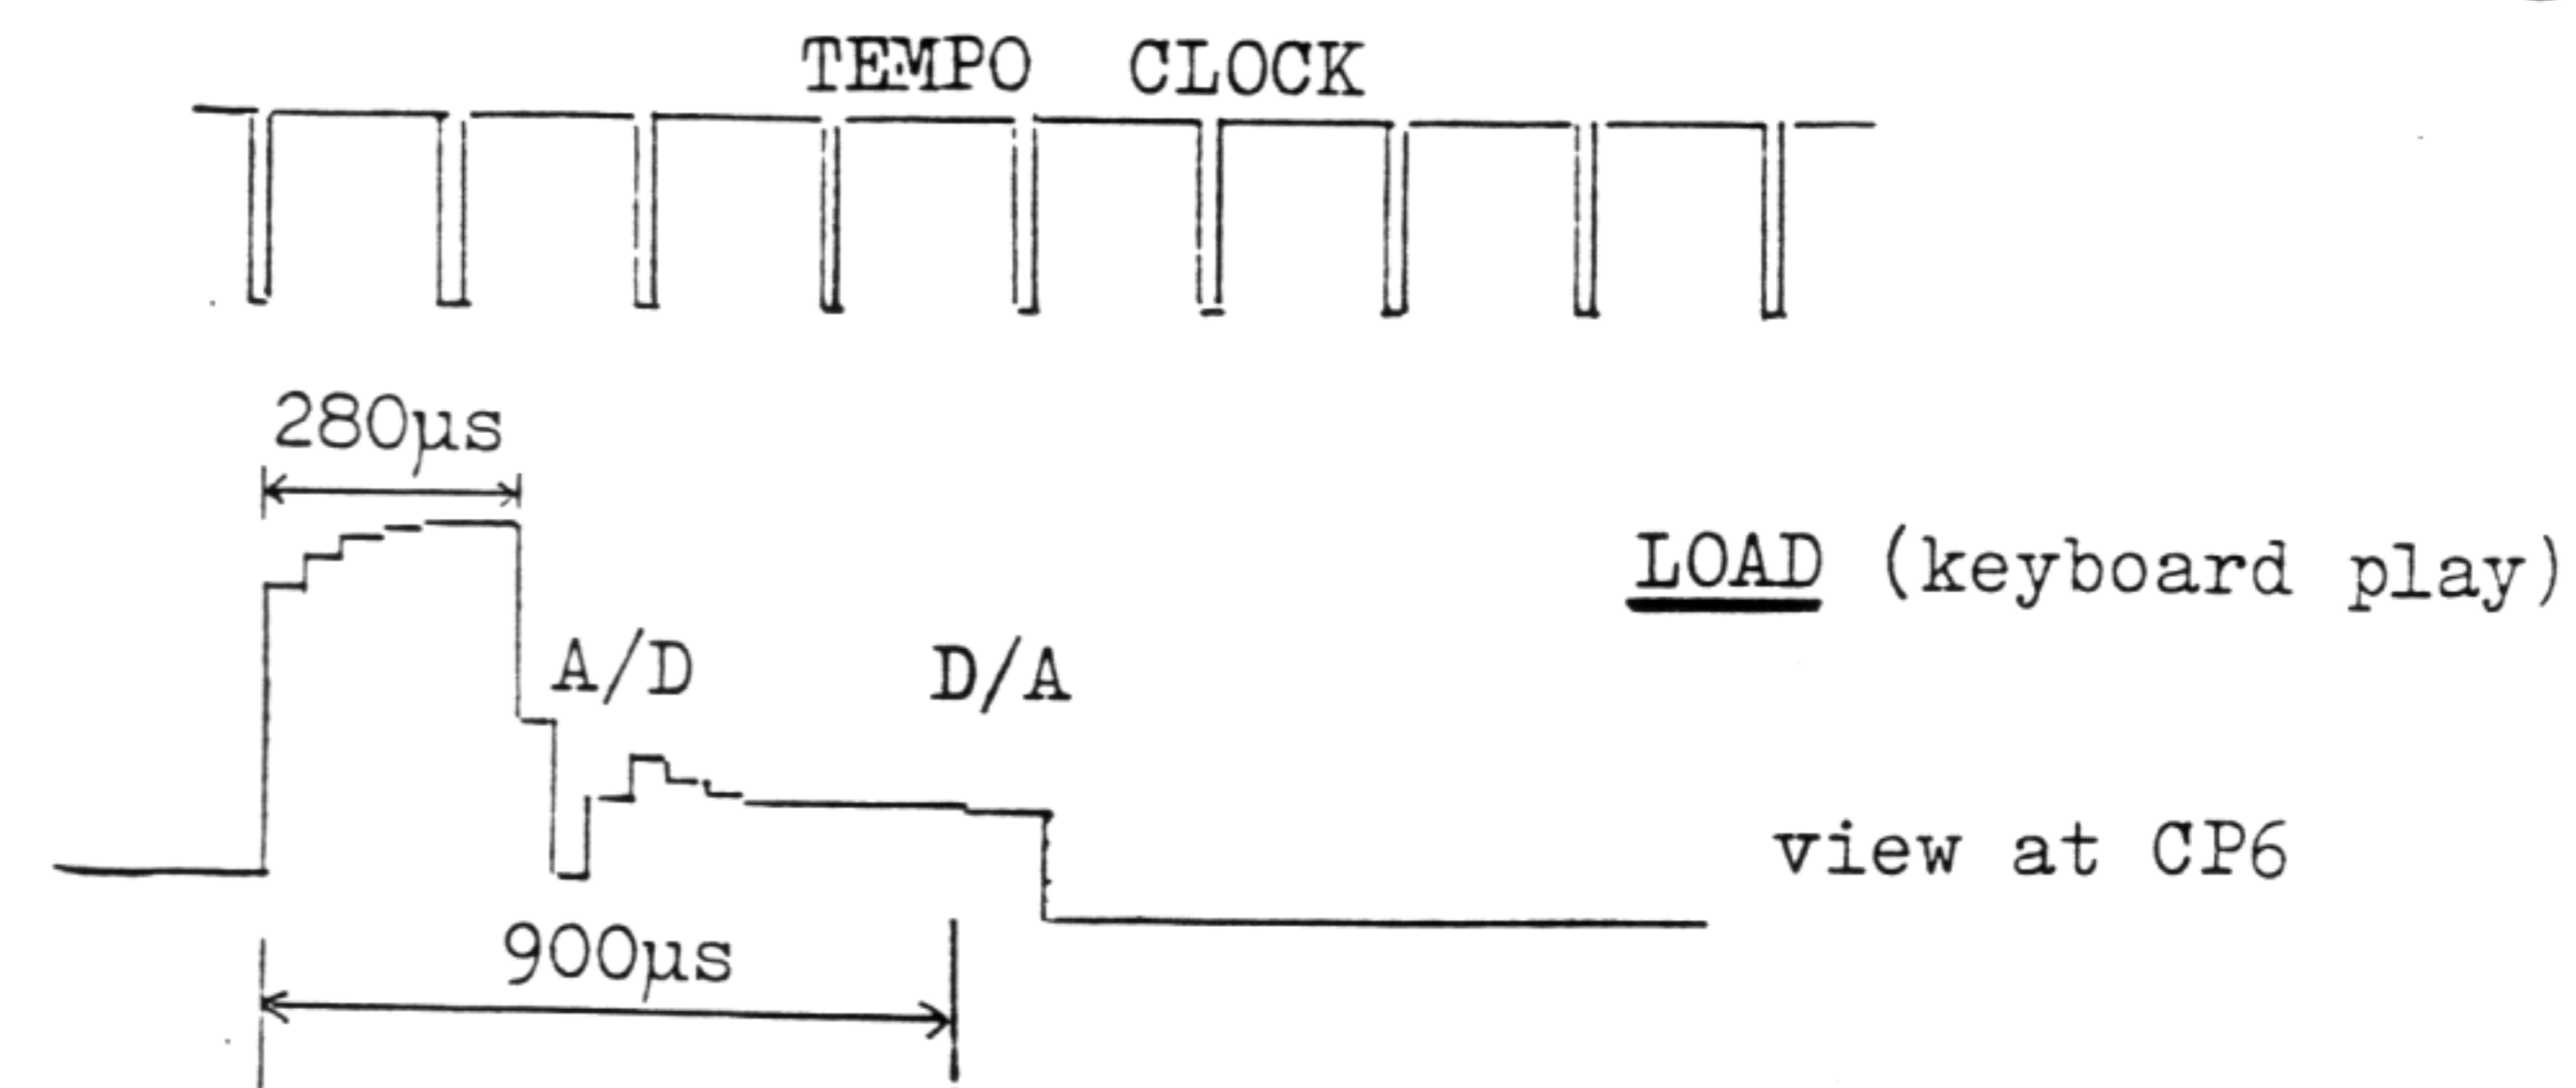 TEMPO CLOCK
280µs
LOAD (keyboard play)
A/D
D/A
view at CP6
900µs